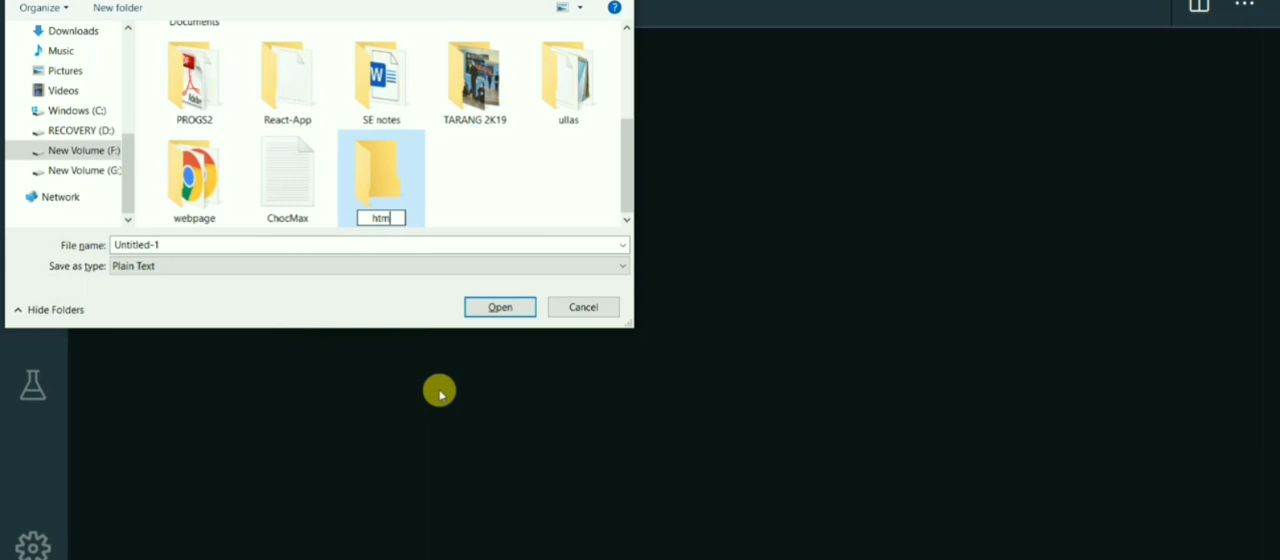 Organize
New folder
?
Documents
Downloads
Music
Pictures
Videos
Windows (C:)
RECOVERY (D:)
New Volume (F:)
New Volume (G:
Network
PROGS2
React-App
SE notes
TARANG 2K19
ullas
webpage
ChocMax
htm
File name: Untitled-1
Save as type: Plain Text
Hide Folders
Open
Cancel